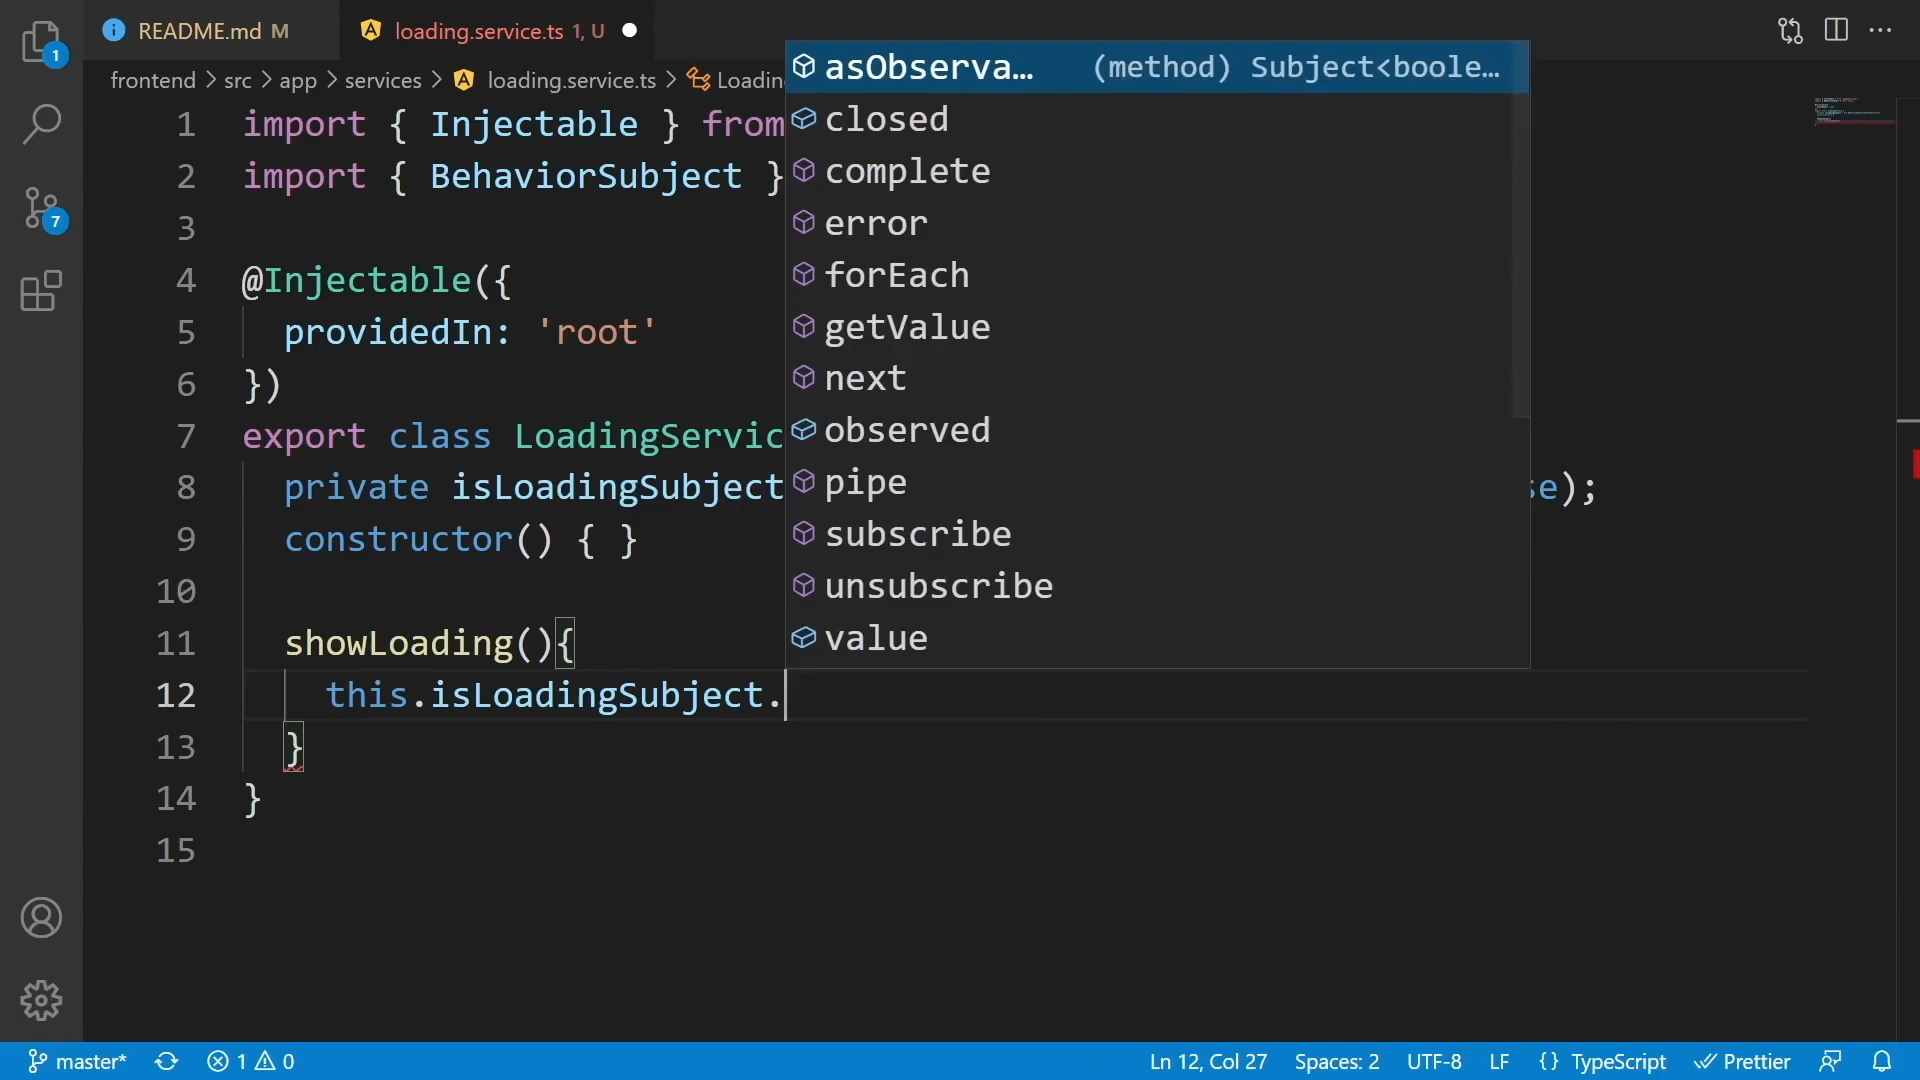 1
README.md M
loading.service.ts 1, U
frontend > src > app > services > loading.service.ts >
1 import { Injectable } from
2 import { BehaviorSubject }
3
4 @Injectable({
5 providedIn: 'root'
6 })
7 export class LoadingServic
8 private isLoadingSubject se);
9 constructor() { }
10
11 showLoading(){
12 this.isLoadingSubject.
13 }
14 }
15
asObserva... (method) Subject<boole...
closed
complete
error
forEach
getValue
next
observed
pipe
subscribe
unsubscribe
value
7
master* 1 0 Ln 12, Col 27 Spaces: 2 UTF-8 LF {} TypeScript Prettier